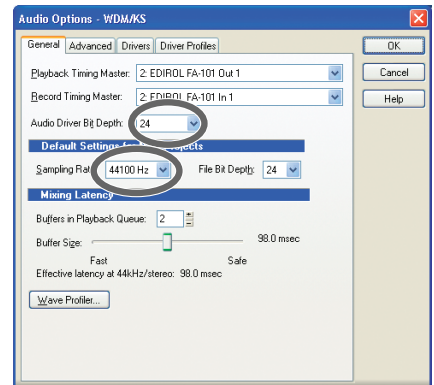 Audio Options - WDM/KS
General Advanced Drivers Driver Profiles
OK
Playback Timing Master: 2: EDIROL FA-101 Out 1
Cancel
Record Timing Master: 2: EDIROL FA-101 In 1
Help
Audio Driver Bit Depth: 24
Default Settings for
Sampling Rat 44100 Hz File Bit Depth: 24
Mixing Latency
Buffers in Playback Queue: 2
Buffer Size: 98.0 msec
Fast Safe
Effective latency at 44kHz/stereo: 98.0 msec
Wave Profiler...